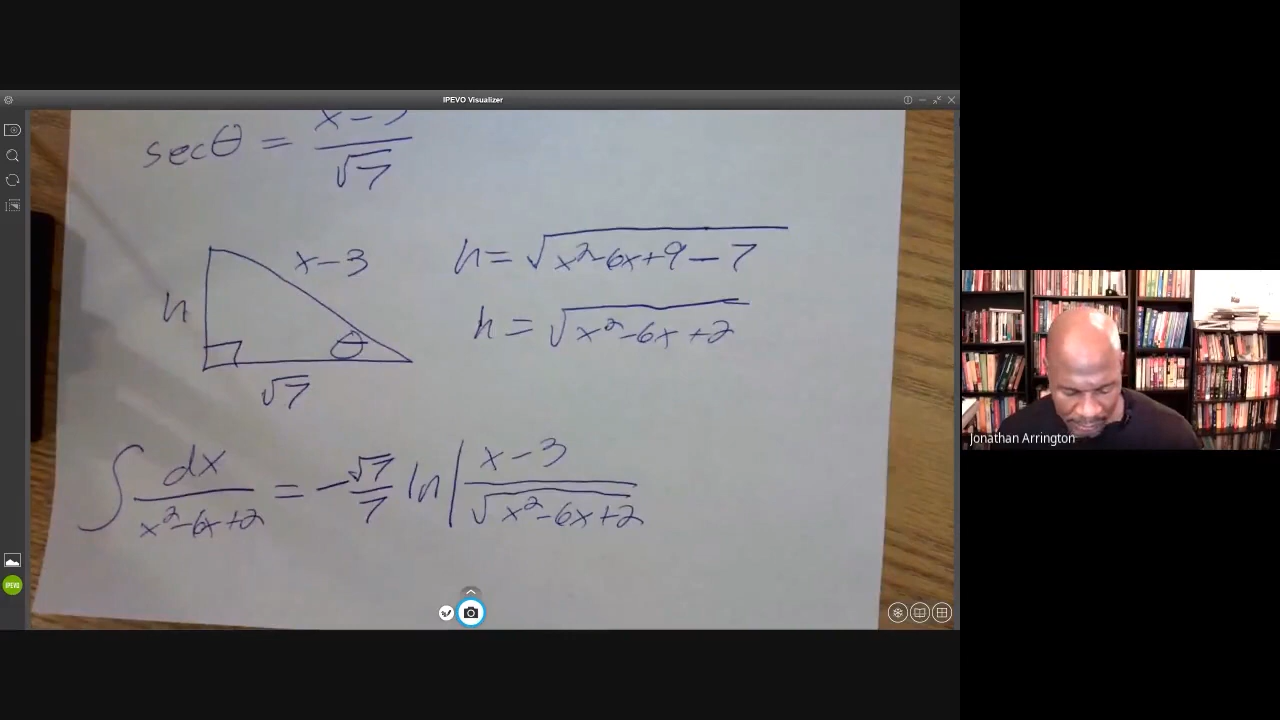 IPEVO Visualizer
secθ = x-3/√7
x-3
h = √x²-6x+9-7
h
θ
h = √x²-6x+2
√7
∫ dx/x²-6x+2 = -√7/7 ln| x-3/√x²-6x+2
Jonathan Arrington
IPEVO